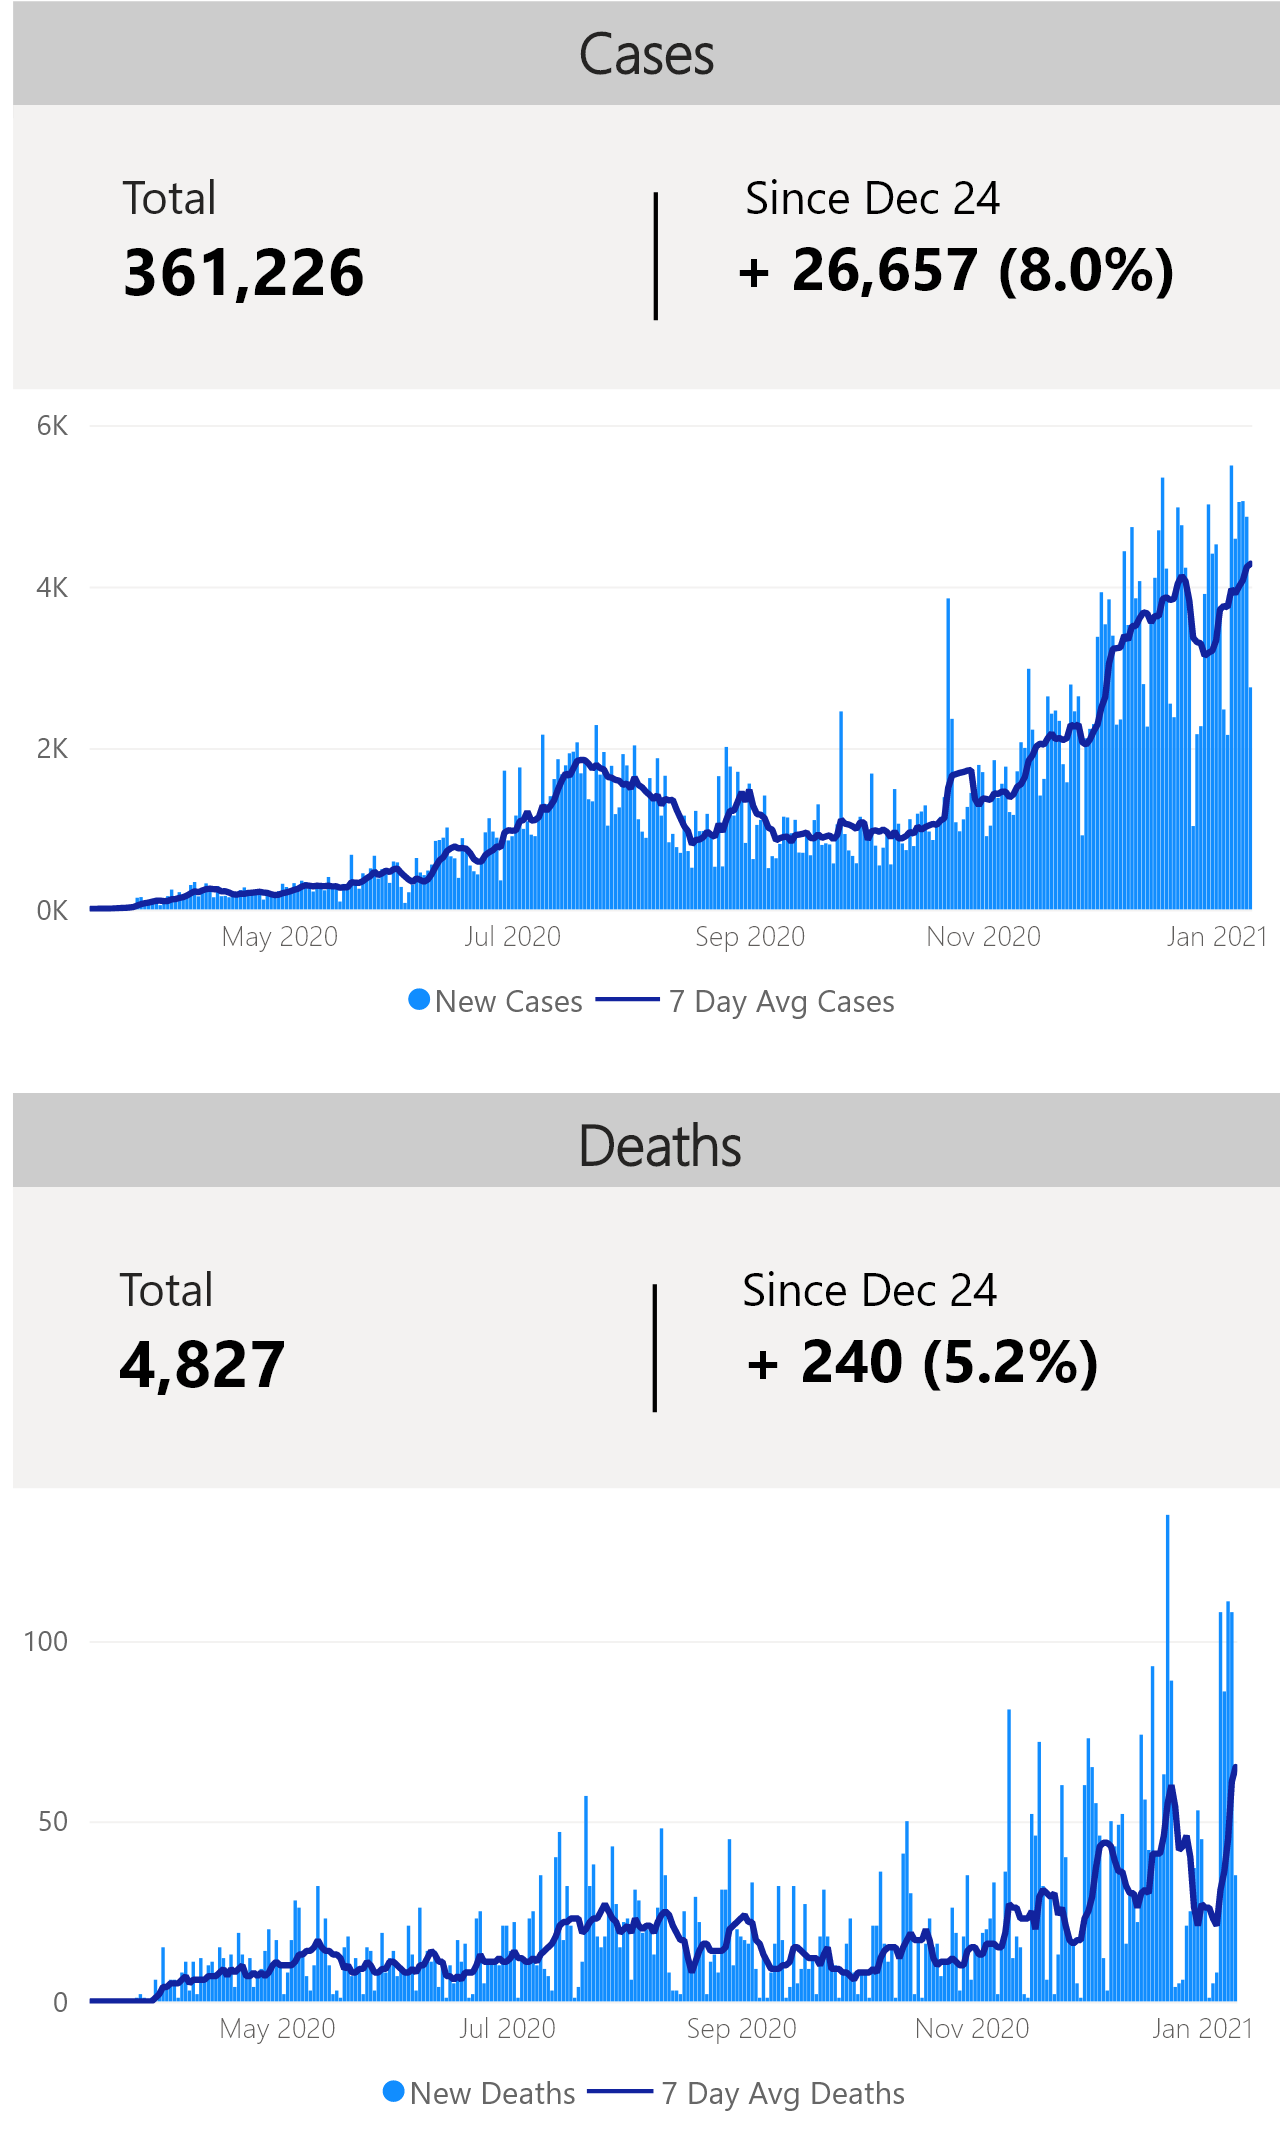 Cases
Total
Since Dec 24
361,226
+ 26,657 (8.0%)
6K
4K
2K
0K
May 2020 Jul 2020 Sep 2020 Nov 2020 Jan 2021
New Cases 7 Day Avg Cases
Deaths
Total
Since Dec 24
4,827
+ 240 (5.2%)
100
50
0
May 2020 Jul 2020 Sep 2020 Nov 2020 Jan 2021
New Deaths 7 Day Avg Deaths